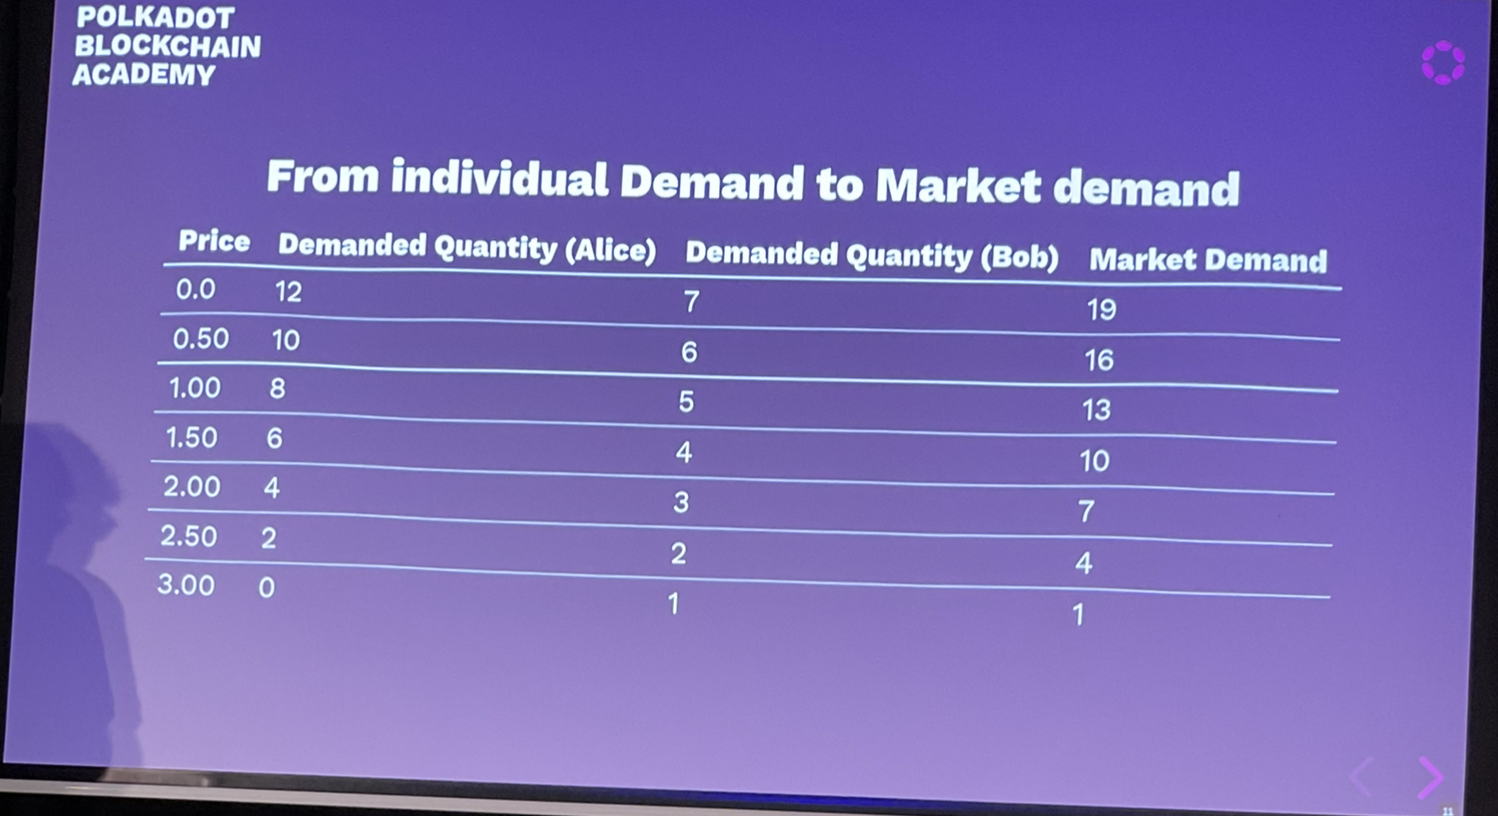 POLKADOT
BLOCKCHAIN
ACADEMY
From individual Demand to Market demand
Price Demanded Quantity (Alice) Demanded Quantity (Bob) Market Demand
0.0 12 7 19
0.50 10 6 16
1.00 8 5 13
1.50 6 4 10
2.00 4 3 7
2.50 2 2 4
3.00 0 1 1
11